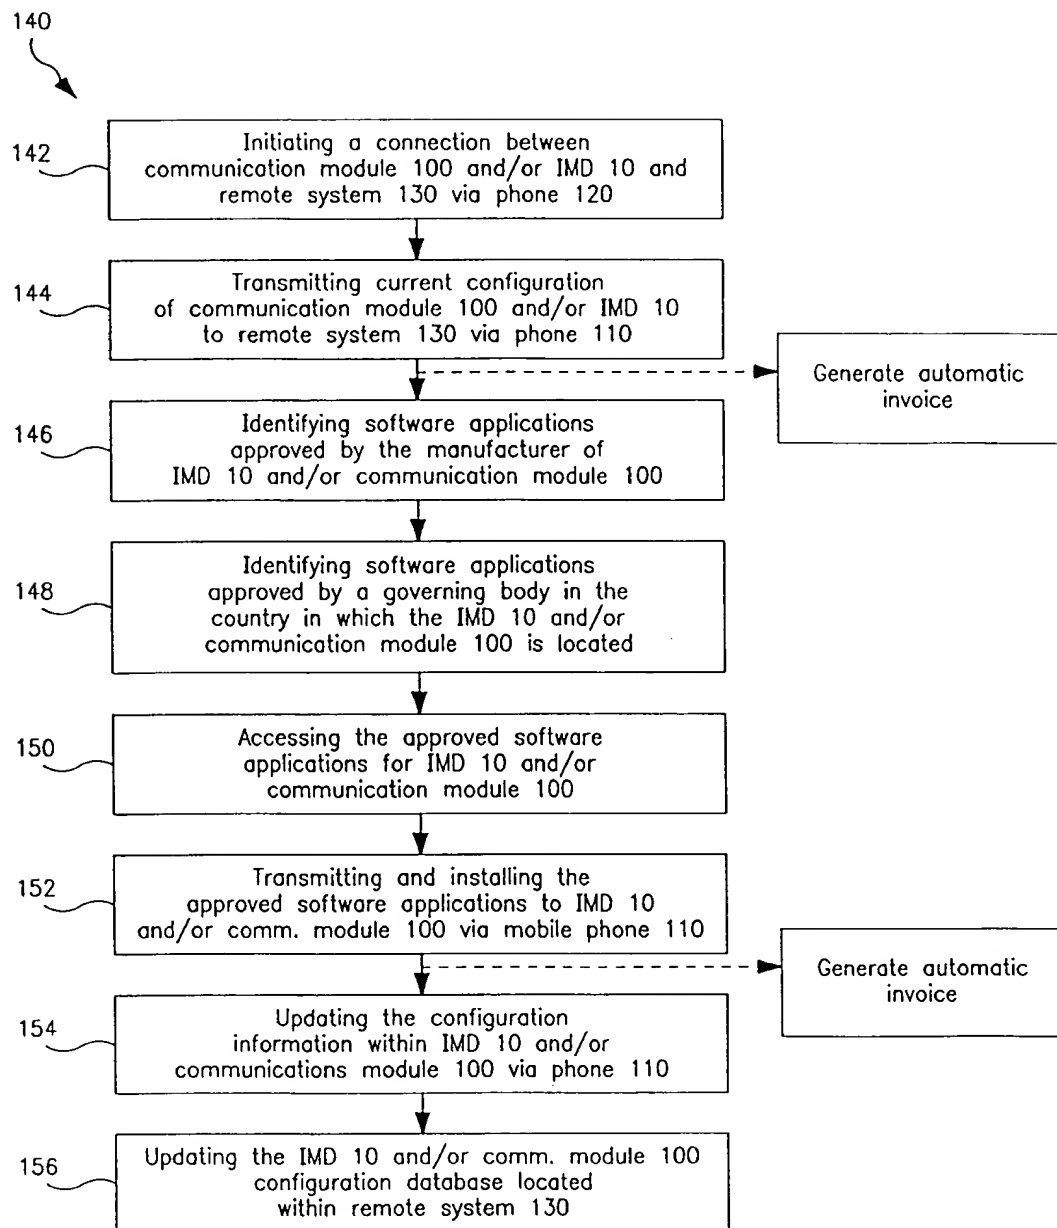 140
142
Initiating a connection between
communication module 100 and/or IMD 10 and
remote system 130 via phone 120
144
Transmitting current configuration
of communication module 100 and/or IMD 10
to remote system 130 via phone 110
Generate automatic
invoice
146
Identifying software applications
approved by the manufacturer of
IMD 10 and/or communication module 100
148
Identifying software applications
approved by a governing body in the
country in which the IMD 10 and/or
communication module 100 is located
150
Accessing the approved software
applications for IMD 10 and/or
communication module 100
152
Transmitting and installing the
approved software applications to IMD 10
and/or comm. module 100 via mobile phone 110
Generate automatic
invoice
154
Updating the configuration
information within IMD 10 and/or
communications module 100 via phone 110
156
Updating the IMD 10 and/or comm. module 100
configuration database located
within remote system 130